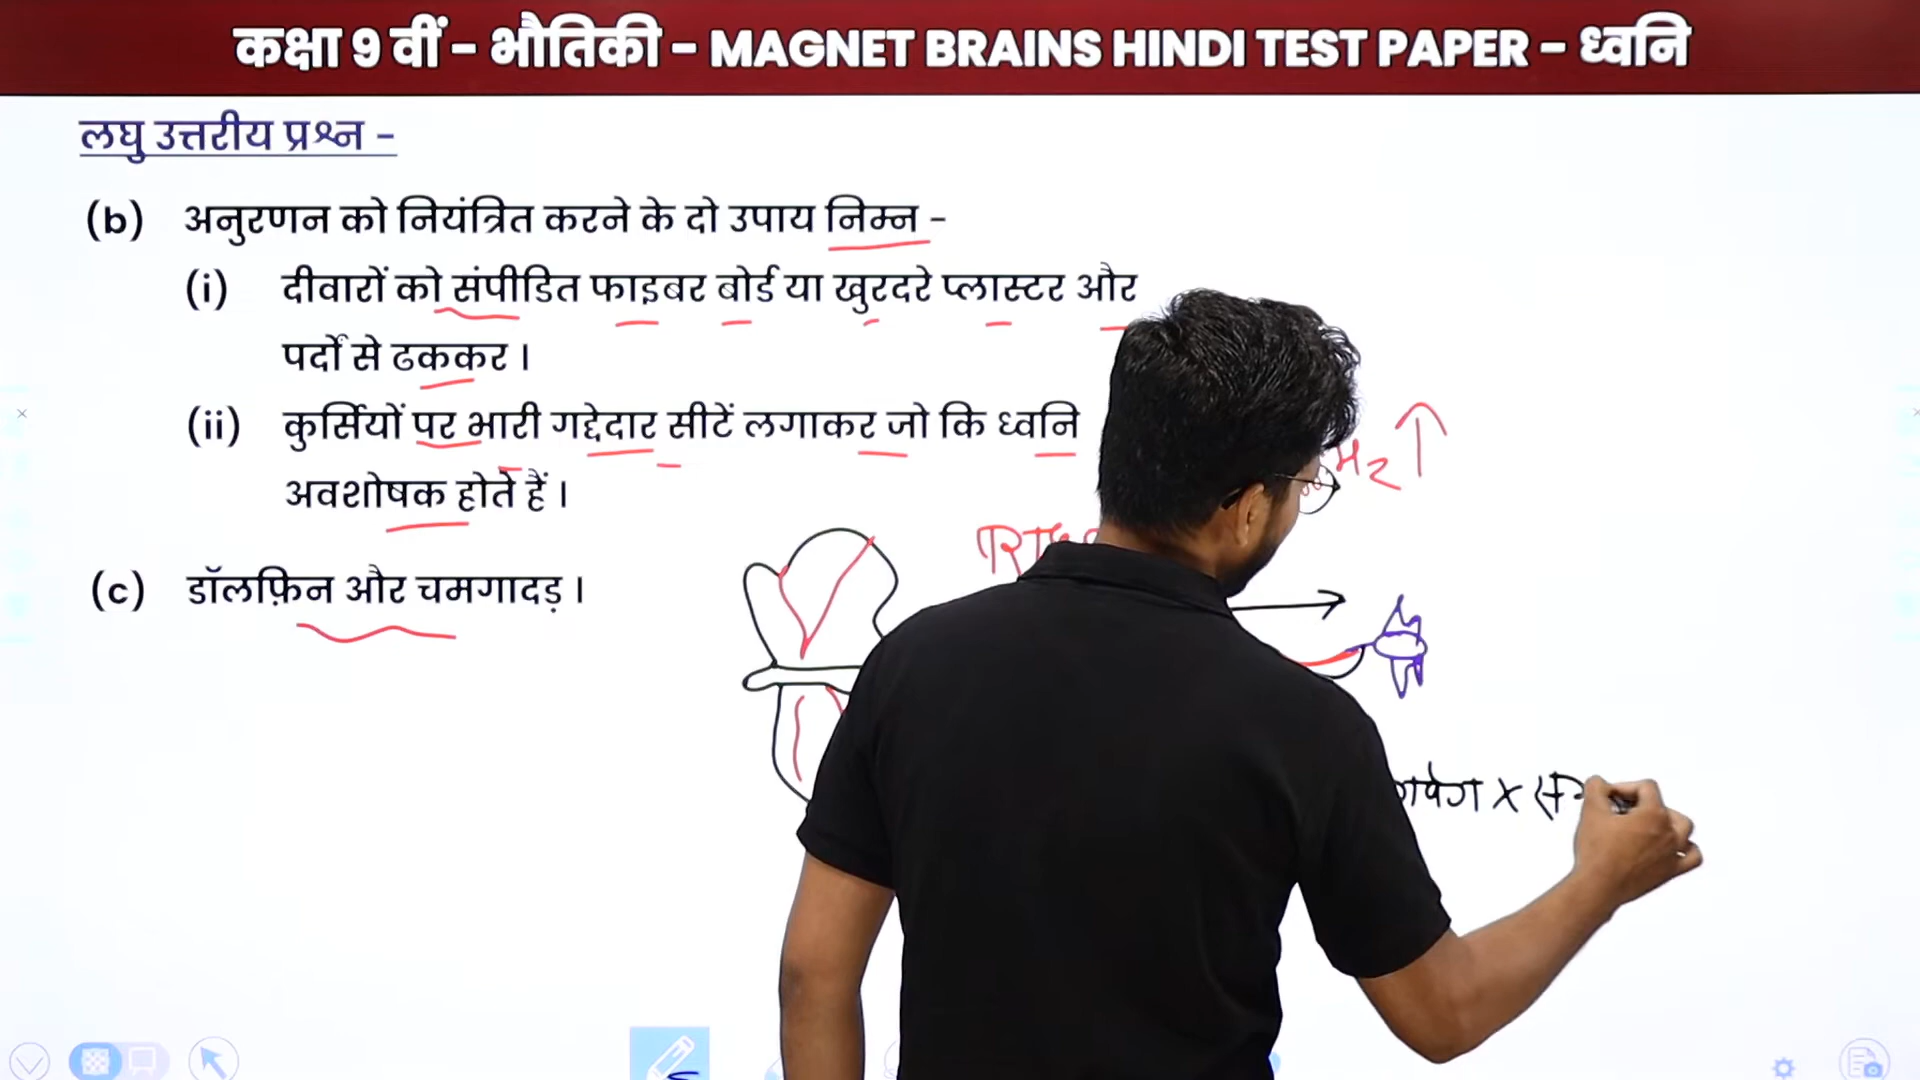 कक्षा 9 वीं - भौतिकी - MAGNET BRAINS HINDI TEST PAPER - ध्वनि
लघु उत्तरीय प्रश्न -
(b) अनुरणन को नियंत्रित करने के दो उपाय निम्न -
(i) दीवारों को संपीडित फाइबर बोर्ड या खुरदरे प्लास्टर और
पर्दों से ढककर ।
(ii) कुर्सियों पर भारी गद्देदार सीटें लगाकर जो कि ध्वनि
अवशोषक होते हैं ।
(c) डॉलफ़िन और चमगादड़ ।
Hz ↑